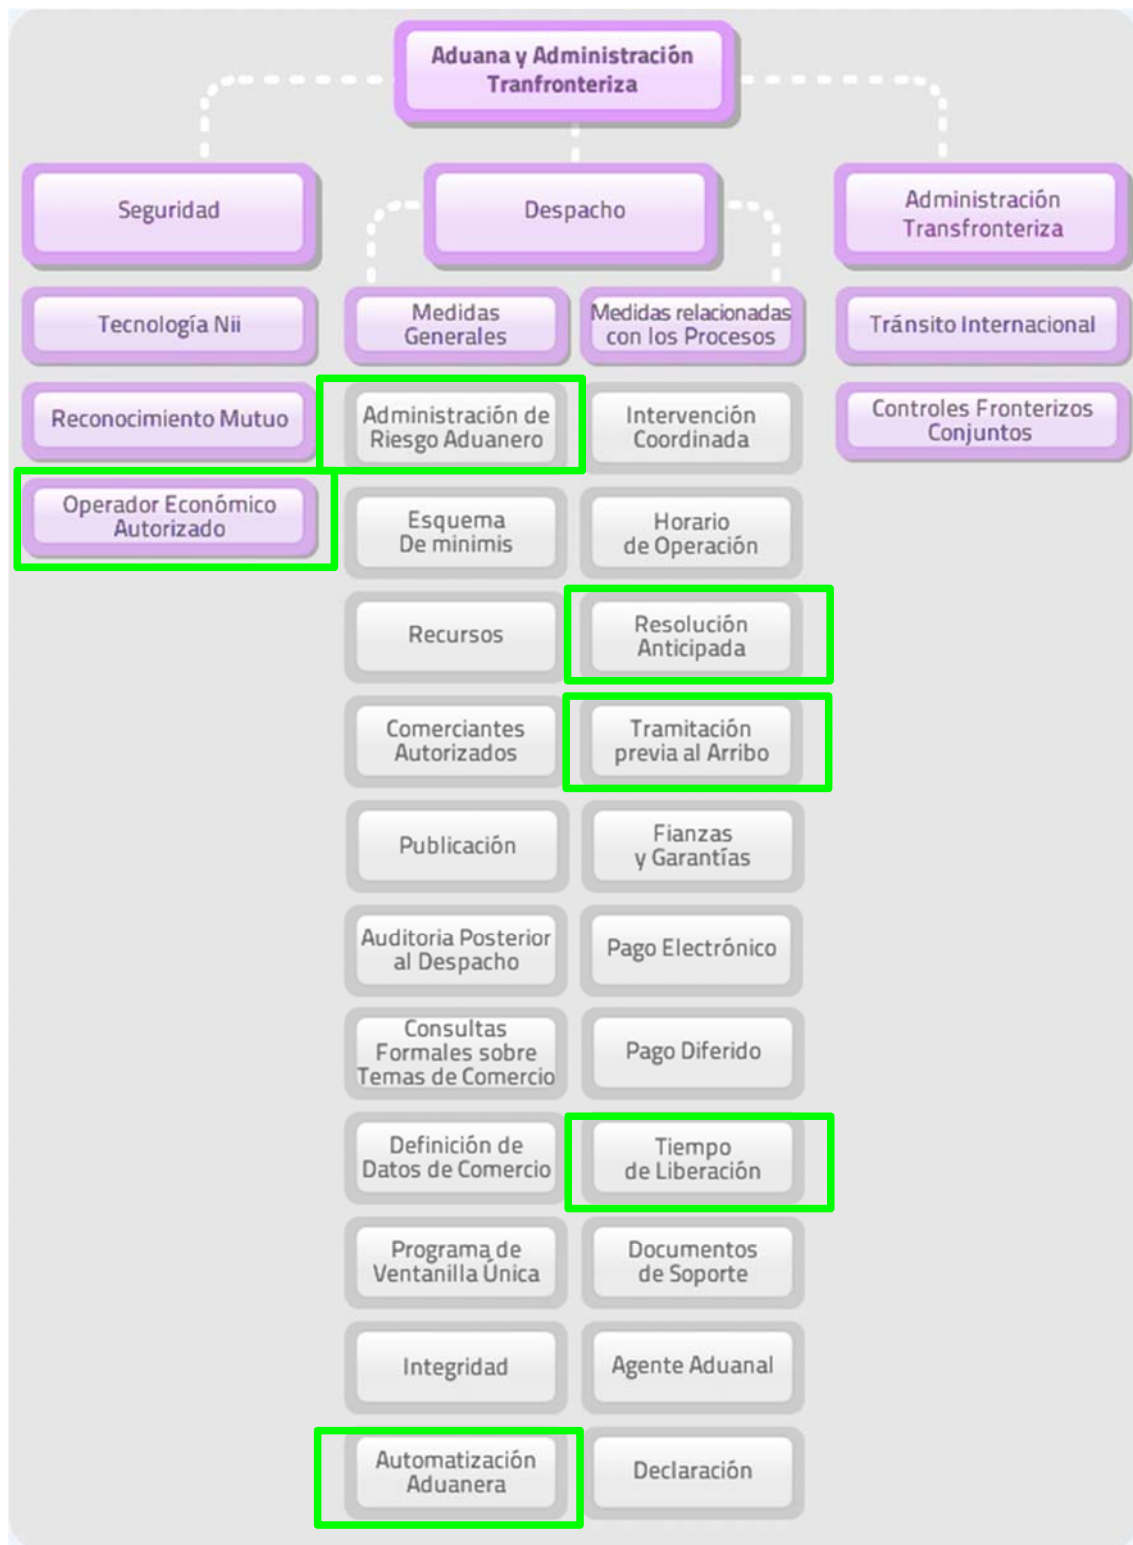 Aduana y Administración
Tranfronteriza
Seguridad
Despacho
Administración
Transfronteriza
Tecnología Nii
Medidas
Generales
Medidas relacionadas
con los Procesos
Tránsito Internacional
Reconocimiento Mutuo
Administración de
Riesgo Aduanero
Intervención
Coordinada
Controles Fronterizos
Conjuntos
Operador Económico
Autorizado
Esquema
De minimis
Horario
de Operación
Recursos
Resolución
Anticipada
Comerciantes
Autorizados
Tramitación
previa al Arribo
Publicación
Fianzas
y Garantías
Auditoria Posterior
al Despacho
Pago Electrónico
Consultas
Formales sobre
Temas de Comercio
Pago Diferido
Definición de
Datos de Comercio
Tiempo
de Liberación
Programa de
Ventanilla Única
Documentos
de Soporte
Integridad
Agente Aduanal
Automatización
Aduanera
Declaración